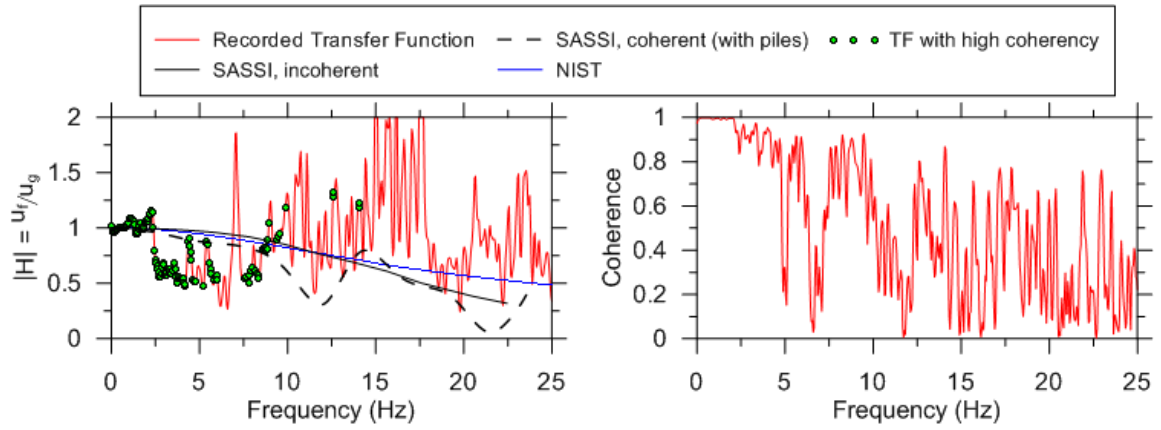 Recorded Transfer Function
SASSI, coherent (with piles)
TF with high coherency
SASSI, incoherent
NIST
2
1.5
1
0.5
0
|H| = u_f/u_g
0 5 10 15 20 25
Frequency (Hz)
1
0.8
0.6
0.4
0.2
0
Coherence
0 5 10 15 20 25
Frequency (Hz)